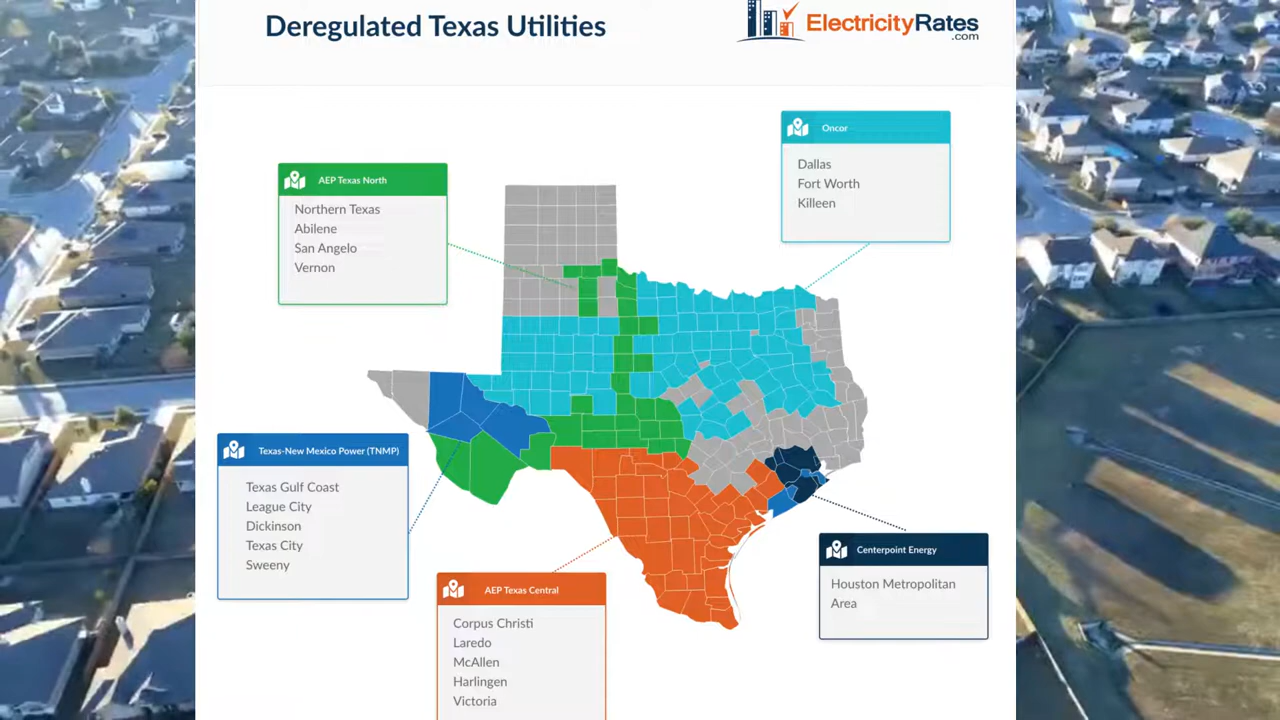 Deregulated Texas Utilities
ElectricityRates
.com
Oncor
Dallas
Fort Worth
Killeen
AEP Texas North
Northern Texas
Abilene
San Angelo
Vernon
Texas-New Mexico Power (TNMP)
Texas Gulf Coast
League City
Dickinson
Texas City
Sweeny
Centerpoint Energy
Houston Metropolitan
Area
AEP Texas Central
Corpus Christi
Laredo
McAllen
Harlingen
Victoria